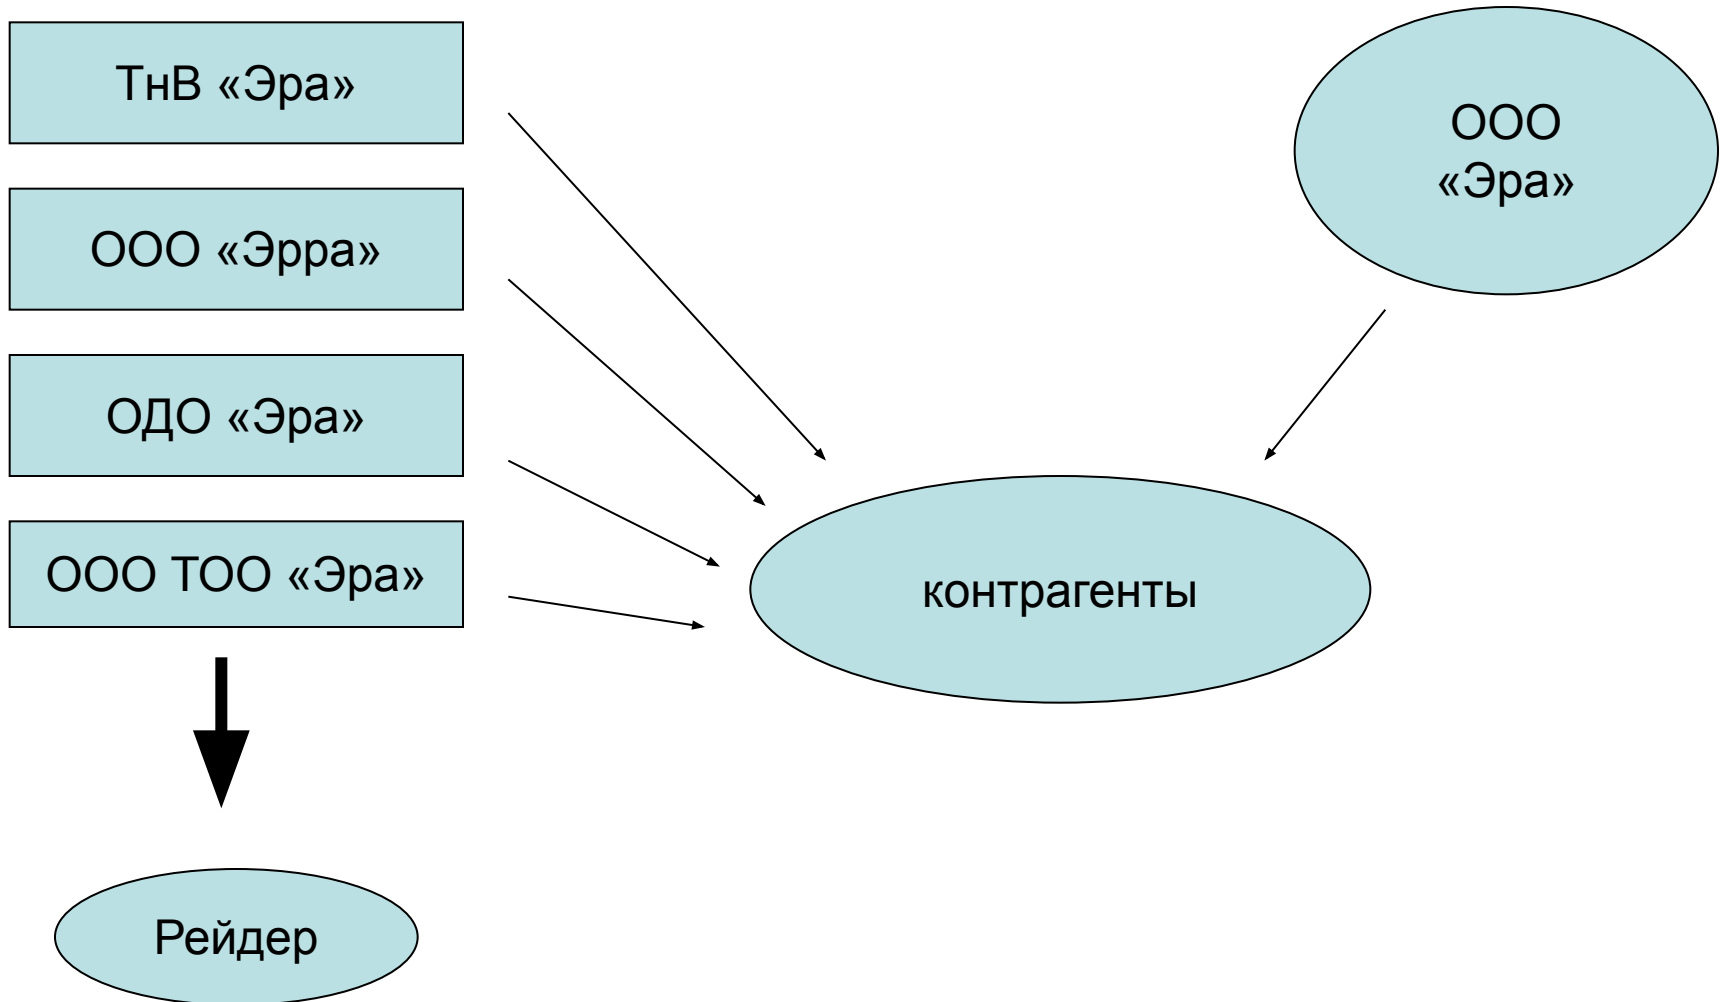 ТнВ «Эра»
ООО «Эрра»
ОДО «Эра»
ООО ТОО «Эра»
Рейдер
контрагенты
ООО
«Эра»